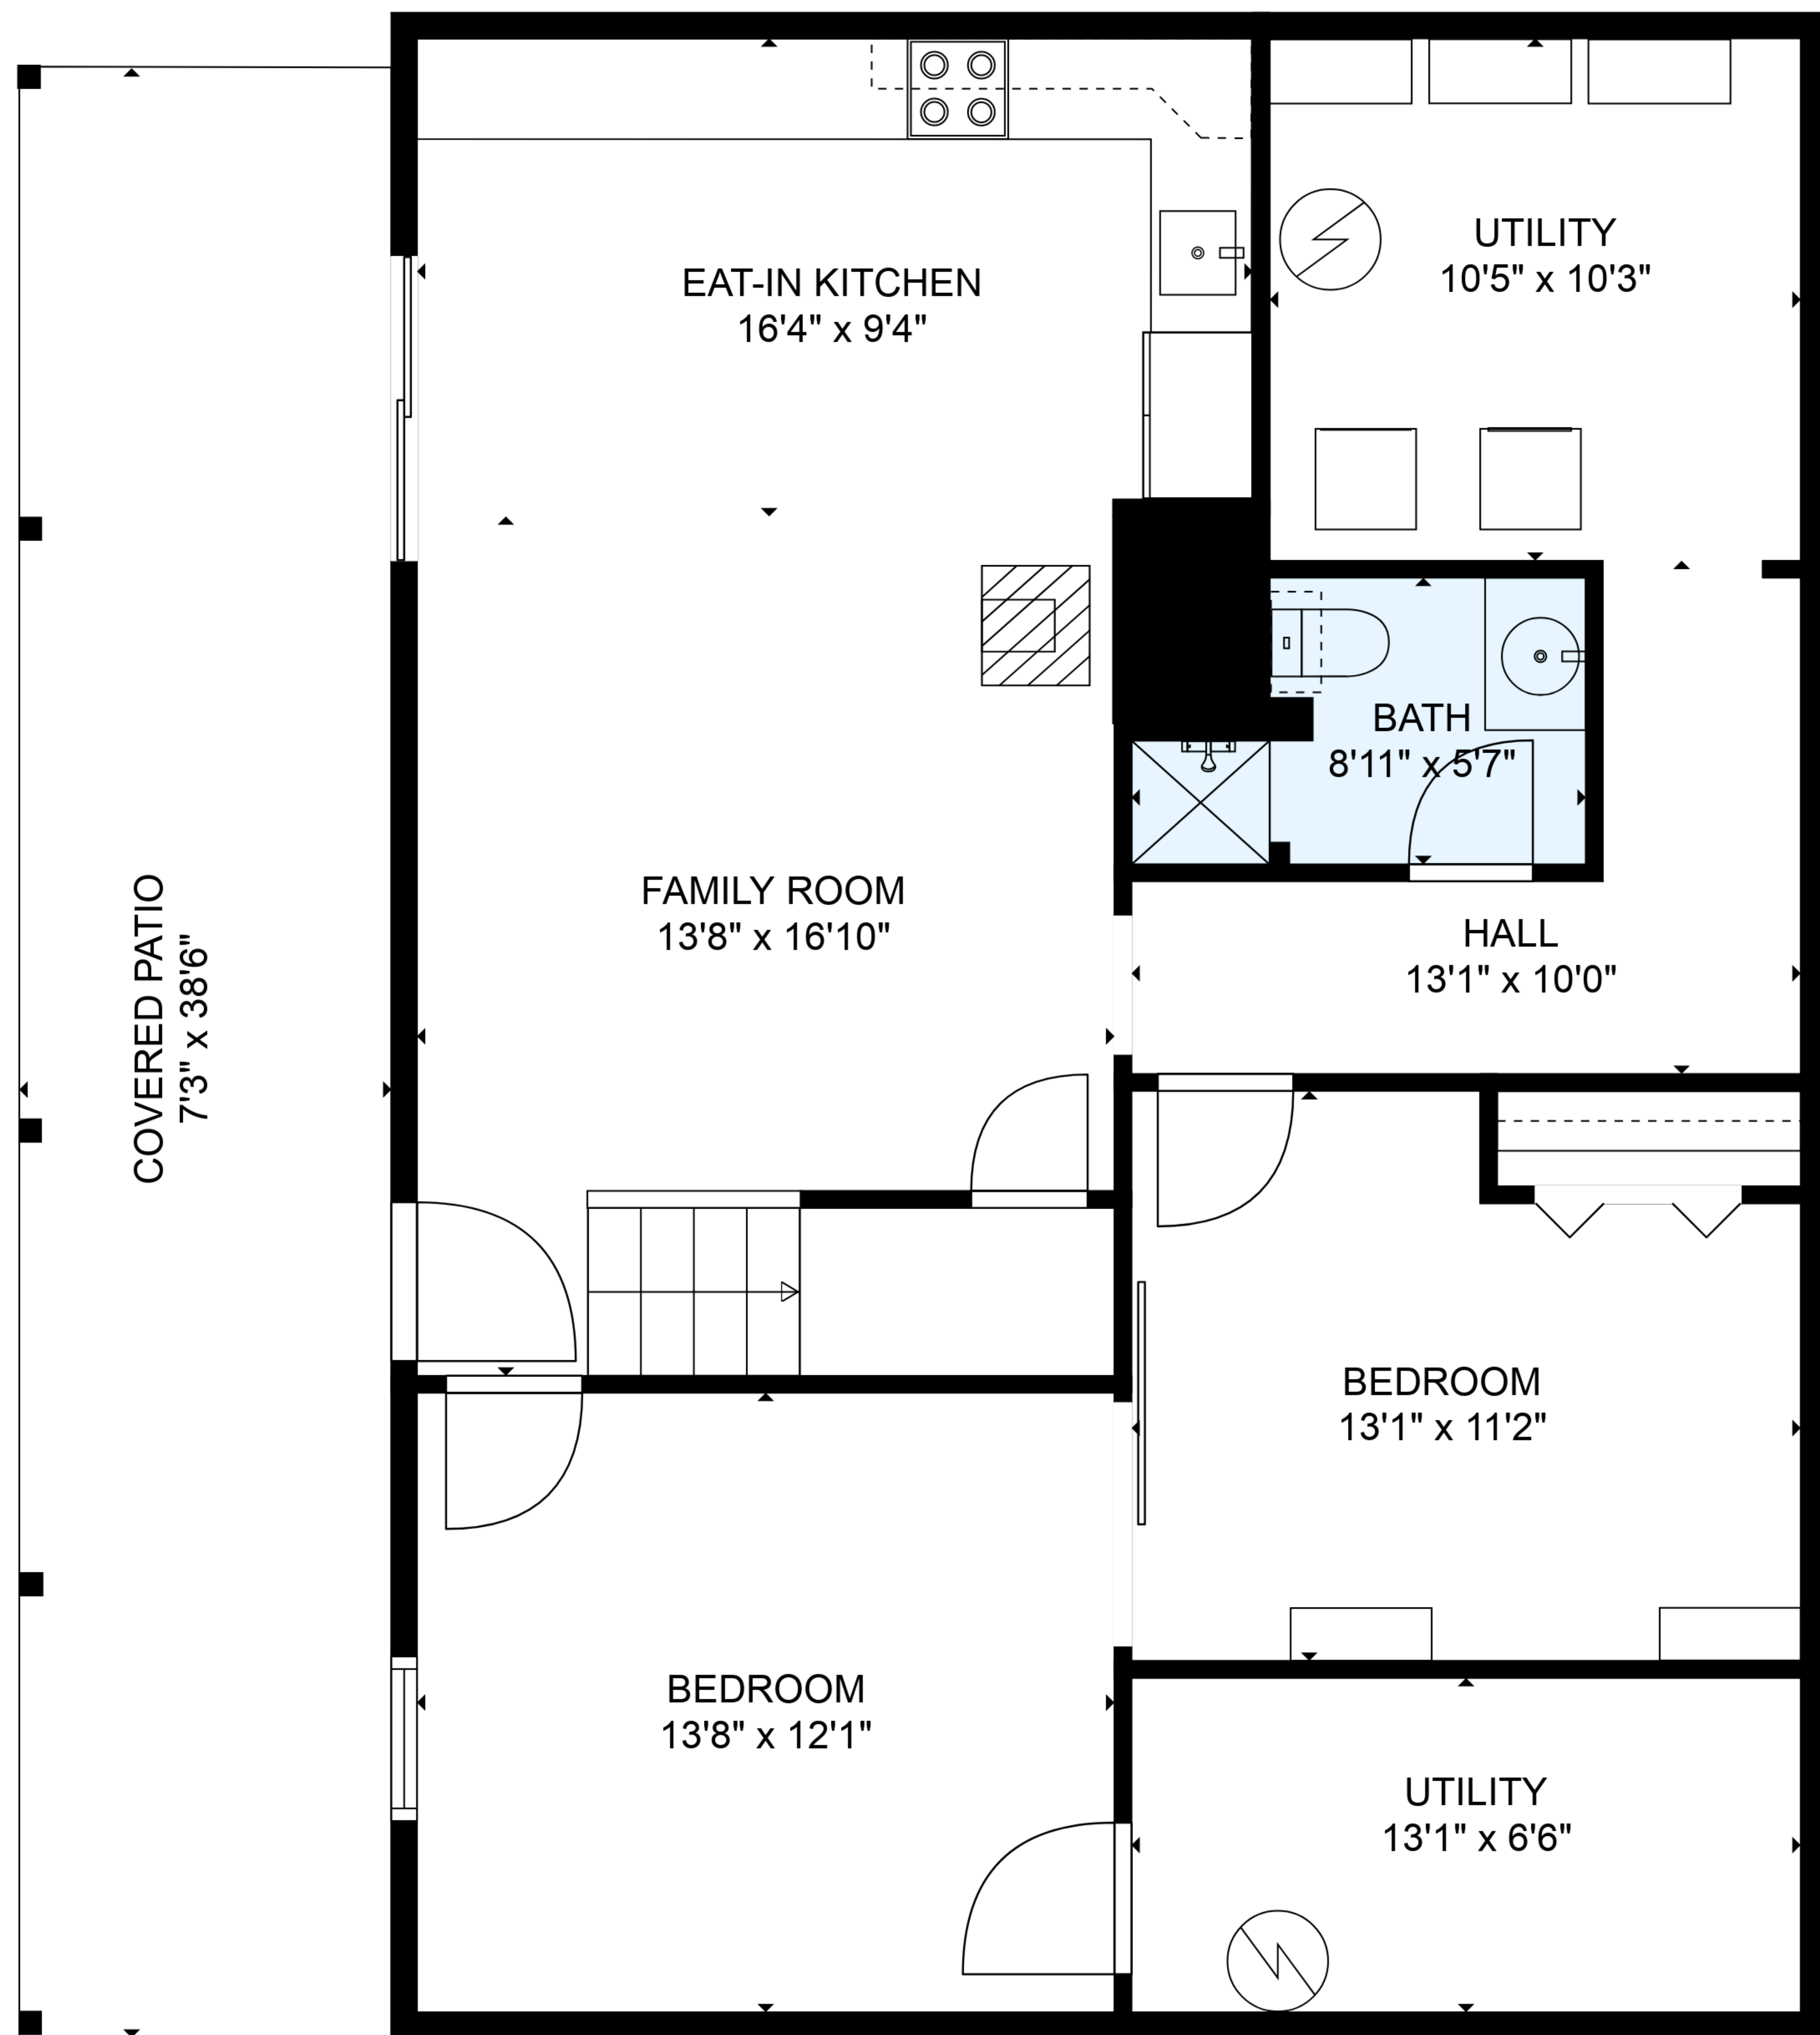 EAT-IN KITCHEN
16'4" x 9'4"
UTILITY
10'5" x 10'3"
BATH
8'11" x 5'7"
FAMILY ROOM
13'8" x 16'10"
HALL
13'1" x 10'0"
COVERED PATIO
7'3" x 38'6"
BEDROOM
13'1" x 11'2"
BEDROOM
13'8" x 12'1"
UTILITY
13'1" x 6'6"